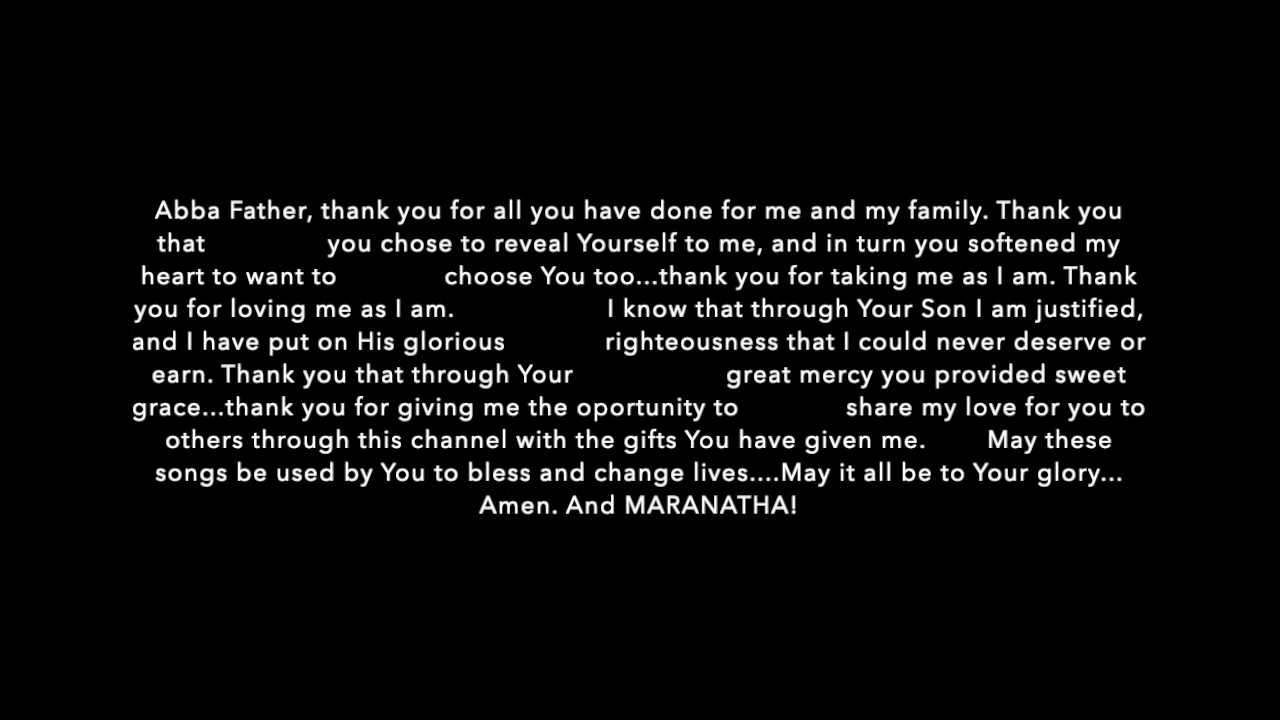 Abba Father, thank you for all you have done for me and my family. Thank you
that you chose to reveal Yourself to me, and in turn you softened my
heart to want to choose You too...thank you for taking me as I am. Thank
you for loving me as I am. I know that through Your Son I am justified,
and I have put on His glorious righteousness that I could never deserve or
earn. Thank you that through Your great mercy you provided sweet
grace...thank you for giving me the oportunity to share my love for you to
others through this channel with the gifts You have given me. May these
songs be used by You to bless and change lives....May it all be to Your glory...
Amen. And MARANATHA!